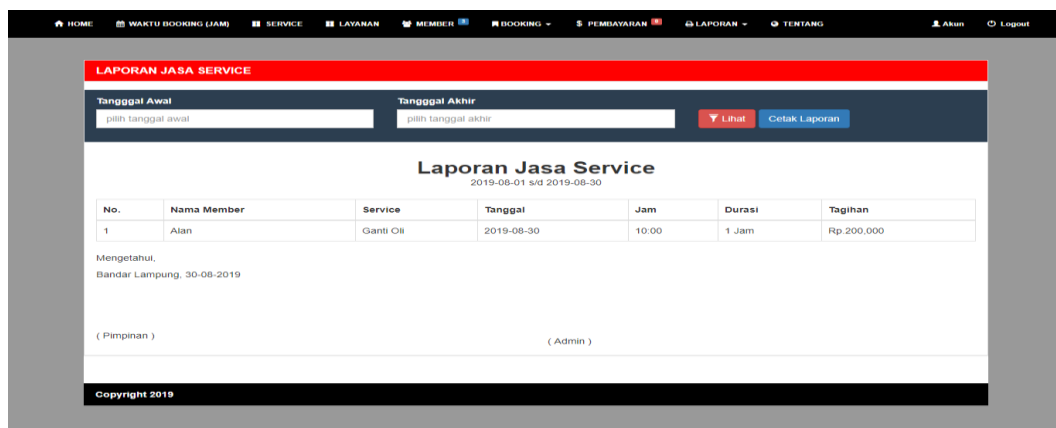 HOME WAKTU BOOKING (JAM) SERVICE LAYANAN MEMBER BOOKING PEMBAYARAN LAPORAN TENTANG Akun Logout
LAPORAN JASA SERVICE
Tangggal Awal Tangggal Akhir
pilih tanggal awal pilih tanggal akhir Lihat Cetak Laporan
Laporan Jasa Service
2019-08-01 s/d 2019-08-30
No. Nama Member Service Tanggal Jam Durasi Tagihan
1 Alan Ganti Oli 2019-08-30 10:00 1 Jam Rp.200,000
Mengetahui,
Bandar Lampung, 30-08-2019
( Pimpinan )
( Admin )
Copyright 2019